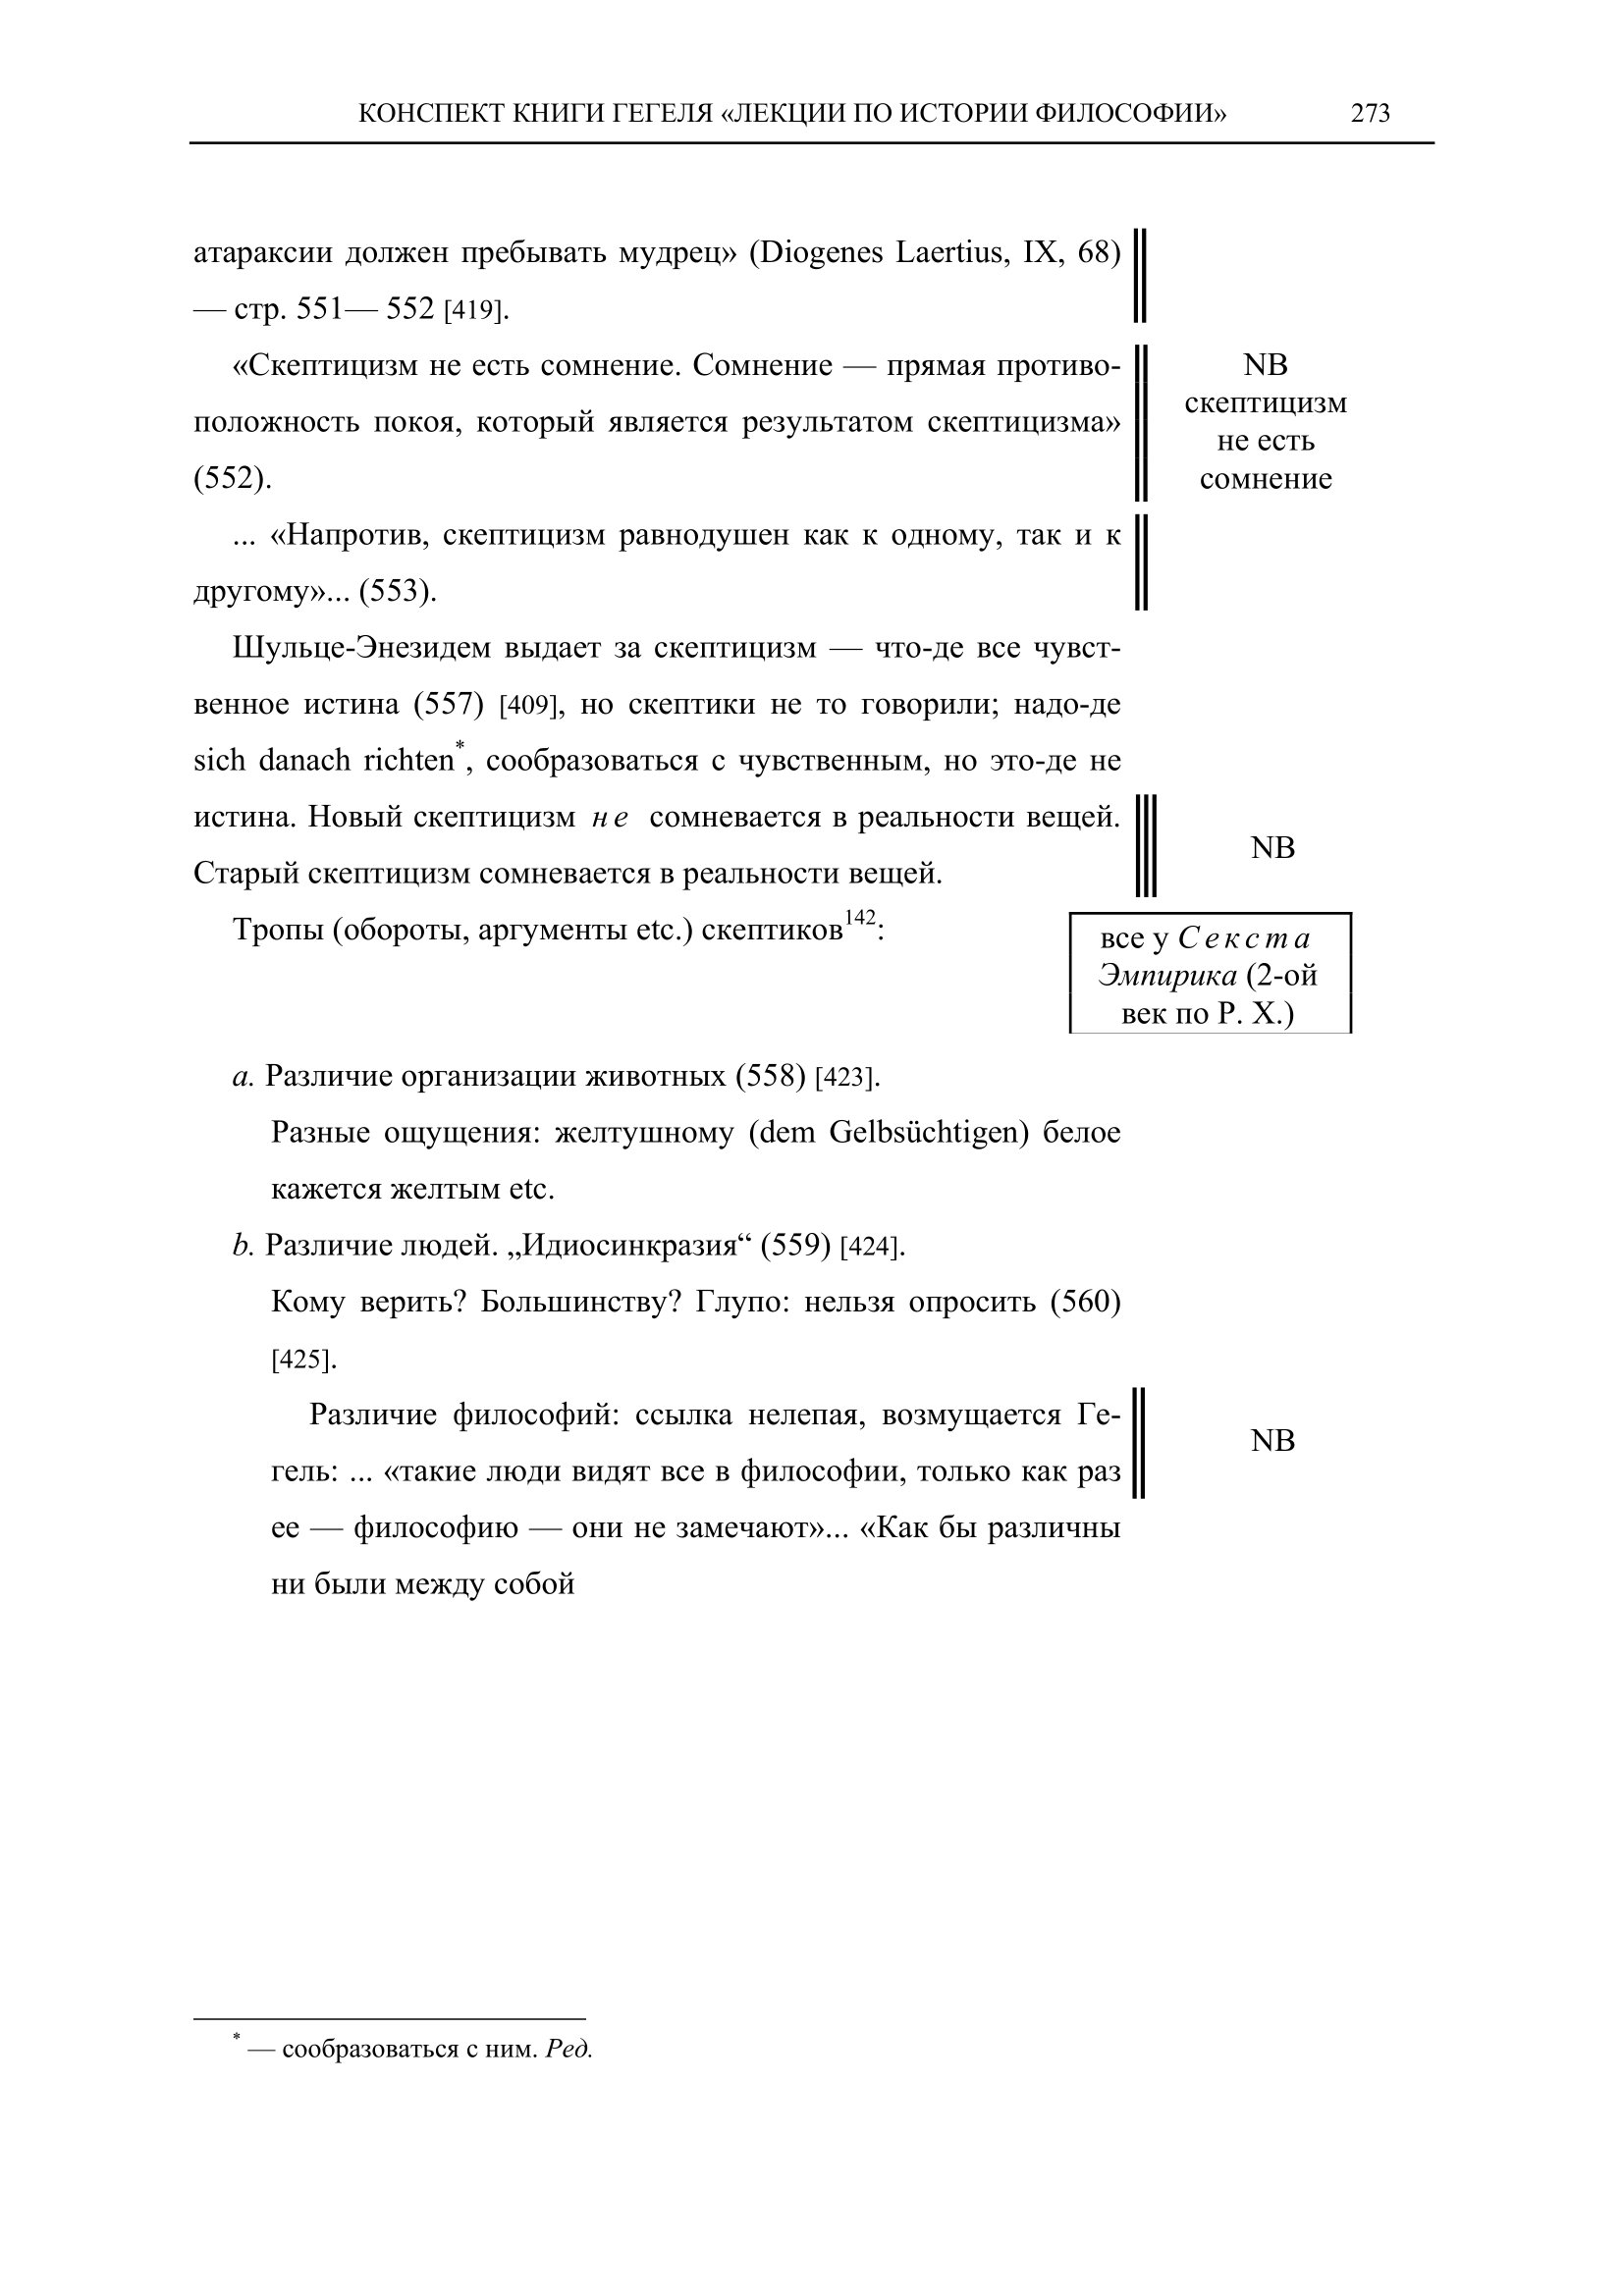 КОНСПЕКТ КНИГИ ГЕГЕЛЯ «ЛЕКЦИИ ПО ИСТОРИИ ФИЛОСОФИИ» 273
атараксии должен пребывать мудрец» (Diogenes Laertius, IX, 68)
— стр. 551— 552 [419].
«Скептицизм не есть сомнение. Сомнение — прямая противо-
положность покоя, который является результатом скептицизма»
(552).
NB
скептицизм
не есть
сомнение
... «Напротив, скептицизм равнодушен как к одному, так и к
другому»... (553).
Шульце-Энезидем выдает за скептицизм — что-де все чувст-
венное истина (557) [409], но скептики не то говорили; надо-де
sich danach richten*, сообразоваться с чувственным, но это-де не
истина. Новый скептицизм не сомневается в реальности вещей.
Старый скептицизм сомневается в реальности вещей.
NB
Тропы (обороты, аргументы etc.) скептиков142:
все у Секста
Эмпирика (2-ой
век по Р. Х.)
a. Различие организации животных (558) [423].
Разные ощущения: желтушному (dem Gelbsüchtigen) белое
кажется желтым etc.
b. Различие людей. „Идиосинкразия“ (559) [424].
Кому верить? Большинству? Глупо: нельзя опросить (560)
[425].
Различие философий: ссылка нелепая, возмущается Ге-
гель: ... «такие люди видят все в философии, только как раз
ее — философию — они не замечают»... «Как бы различны
ни были между собой
NB
* — сообразоваться с ним. Ред.